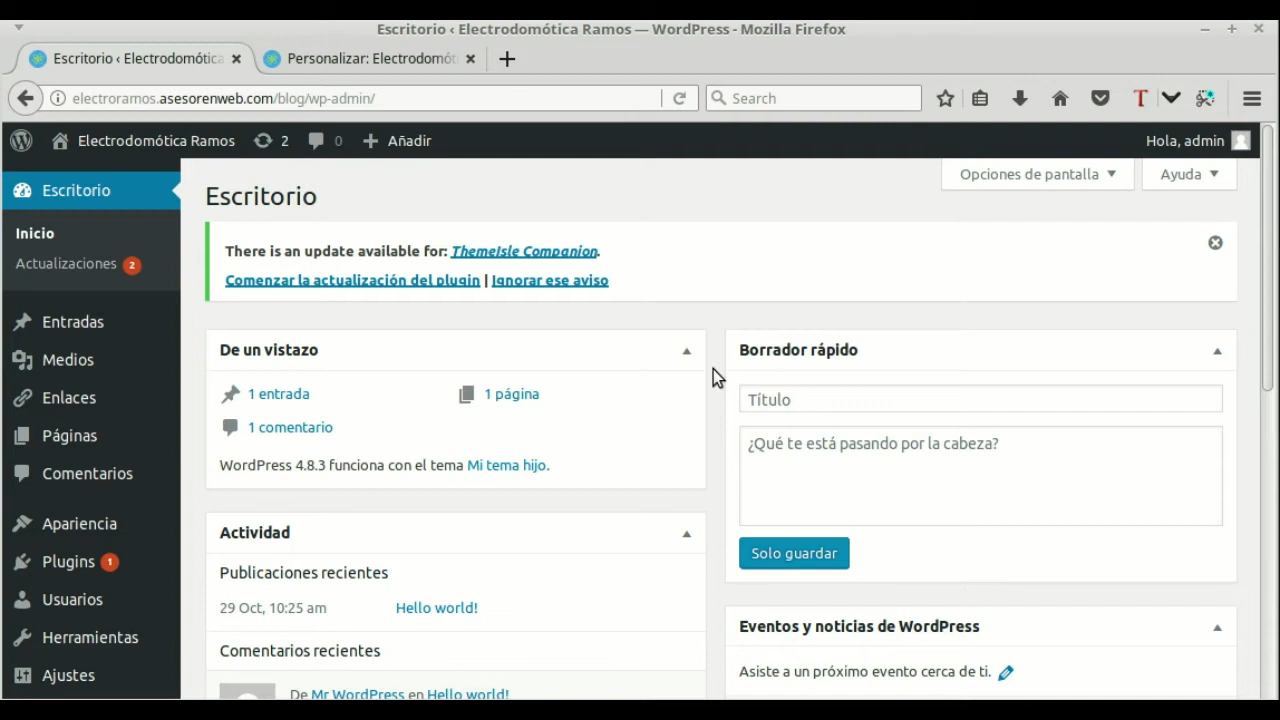 Escritorio ‹ Electrodomótica Ramos — WordPress - Mozilla Firefox
Escritorio ‹ Electrodomótica
Personalizar: Electrodomót
electroramos.asesorenweb.com/blog/wp-admin/
Search
Electrodomótica Ramos
2
0
Añadir
Hola, admin
Escritorio
Inicio
Actualizaciones 2
Entradas
Medios
Enlaces
Páginas
Comentarios
Apariencia
Plugins 1
Usuarios
Herramientas
Ajustes
Opciones de pantalla
Ayuda
Escritorio
There is an update available for: ThemeIsle Companion.
Comenzar la actualización del plugin | Ignorar ese aviso
De un vistazo
1 entrada
1 página
1 comentario
WordPress 4.8.3 funciona con el tema Mi tema hijo.
Actividad
Publicaciones recientes
29 Oct, 10:25 am
Hello world!
Comentarios recientes
De Mr WordPress en Hello world!
Borrador rápido
Título
¿Qué te está pasando por la cabeza?
Solo guardar
Eventos y noticias de WordPress
Asiste a un próximo evento cerca de ti.